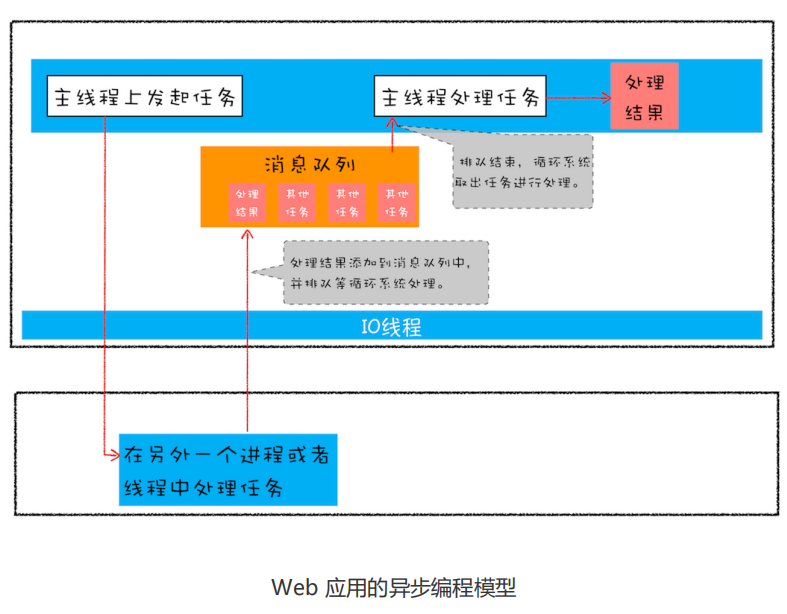 主线程上发起任务
主线程处理任务
处理
结果
消息队列
处理
结果
其他
任务
其他
任务
其他
任务
排队结束，循环系统
取出任务进行处理。
处理结果添加到消息队列中，
并排队等循环系统处理。
IO线程
在另外一个进程或者
线程中处理任务
Web 应用的异步编程模型